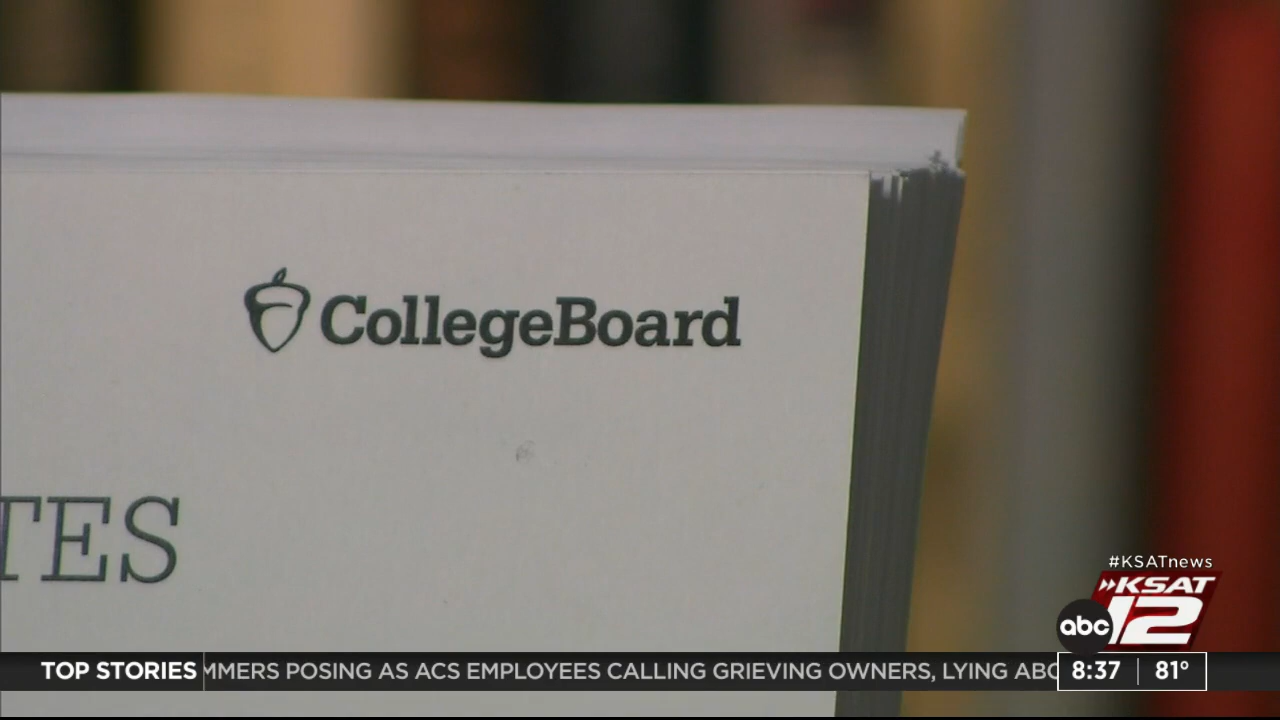 CollegeBoard
TES
#KSATnews
KSAT
abc 12
TOP STORIES MMERS POSING AS ACS EMPLOYEES CALLING GRIEVING OWNERS, LYING ABO 8:37 81°